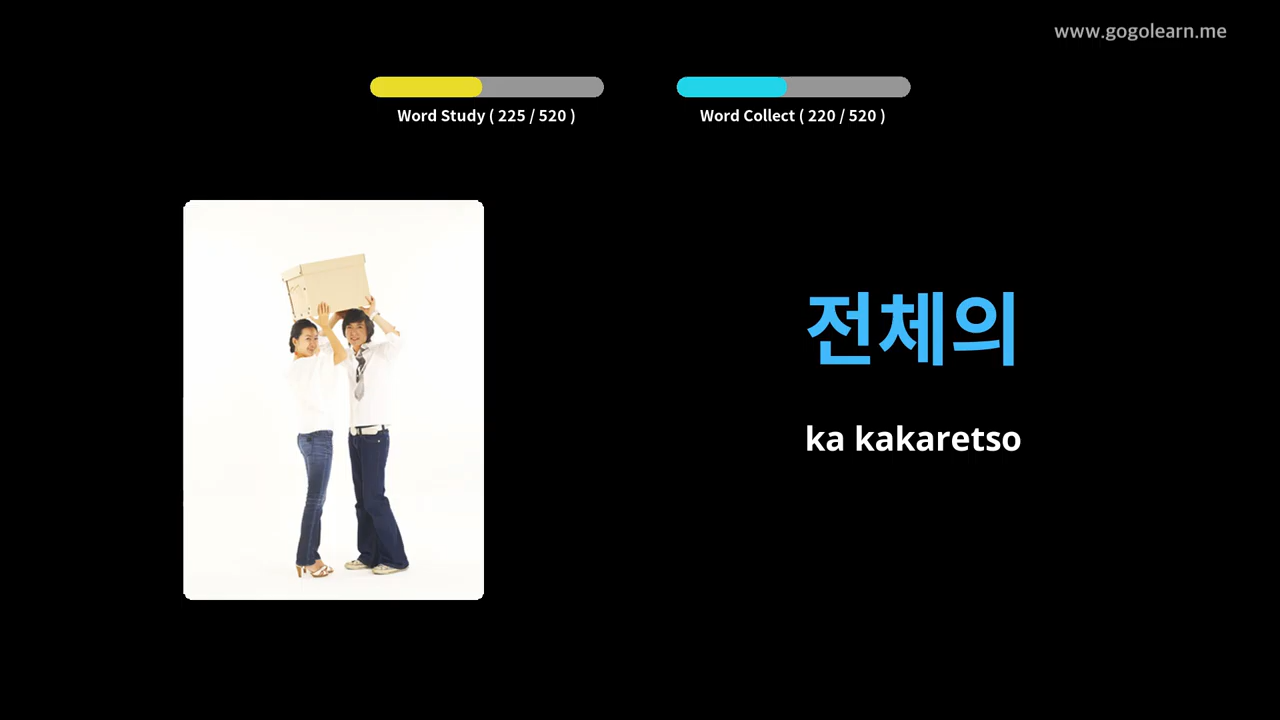 www.gogolearn.me
Word Study ( 225 / 520 )
Word Collect ( 220 / 520 )
전체의
ka kakaretso